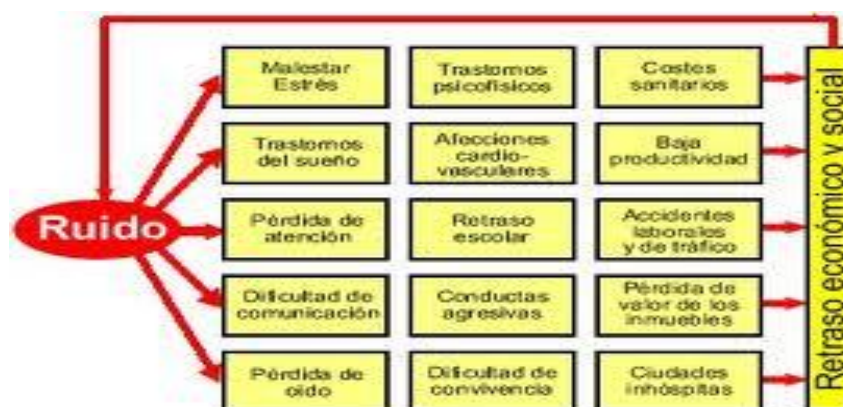 Malestar
Estrés
Trastornos
psicofísicos
Costes
sanitarios
Trastornos
del sueño
Afecciones
cardio-
vasculares
Baja
productividad
Ruido
Pérdida de
atención
Retraso
escolar
Accidentes
laborales
y de tráfico
Dificultad de
comunicación
Conductas
agresivas
Pérdida de
valor de los
inmuebles
Pérdida de
oído
Dificultad de
convivencia
Ciudades
inhóspitas
Retraso económico y social